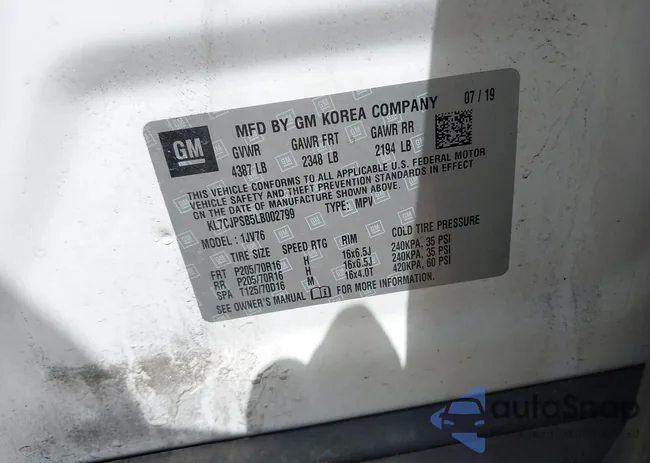 07 / 19
GM
MFD BY GM KOREA COMPANY
GVWR GAWR FRT GAWR RR
4387 LB 2348 LB 2194 LB
THIS VEHICLE CONFORMS TO ALL APPLICABLE U.S. FEDERAL MOTOR
VEHICLE SAFETY AND THEFT PREVENTION STANDARDS IN EFFECT
ON THE DATE OF MANUFACTURE SHOWN ABOVE.
KL7CJPSB5LB002799 TYPE: MPV
MODEL: 1JV76
TIRE SIZE SPEED RTG RIM COLD TIRE PRESSURE
FRT P205/70R16 H 16x6.5J 240KPA, 35 PSI
RR P205/70R16 H 16x6.5J 240KPA, 35 PSI
SPA T125/70D16 M 16x4.0T 420KPA, 60 PSI
SEE OWNER'S MANUAL FOR MORE INFORMATION
autoSnap